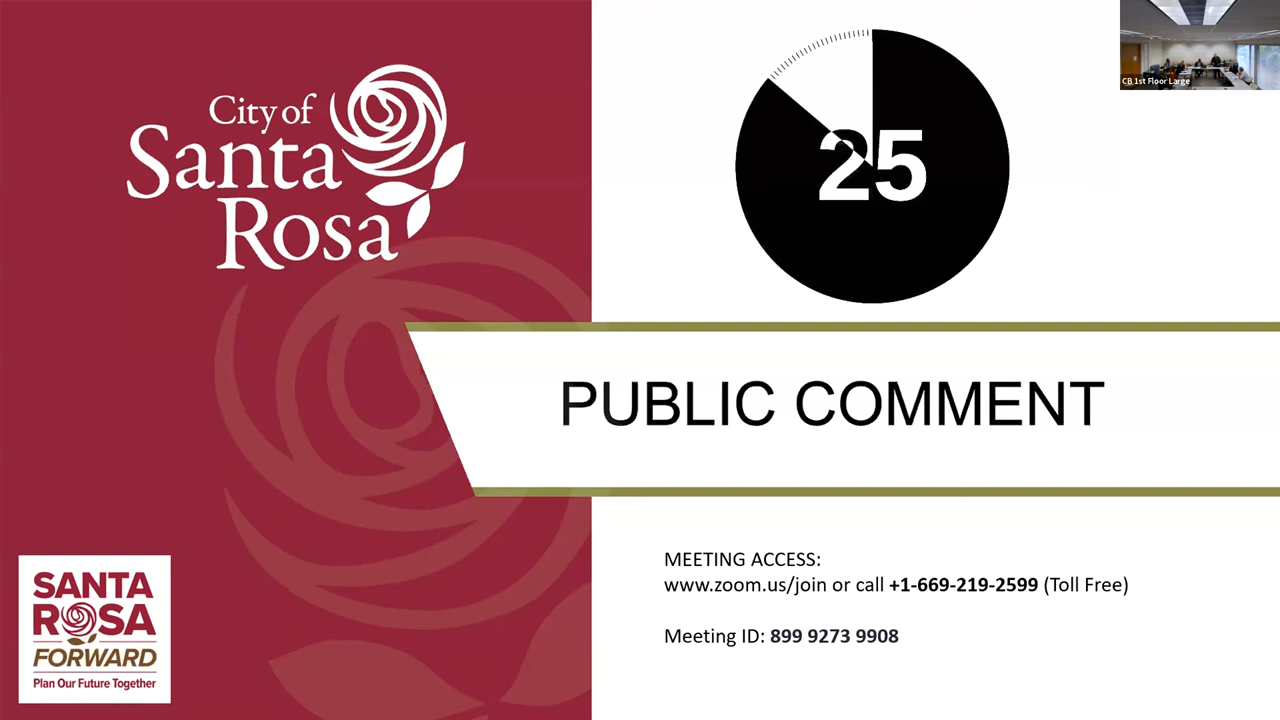 City of
Santa
Rosa
25
CB 1st Floor Large
PUBLIC COMMENT
MEETING ACCESS:
www.zoom.us/join or call +1-669-219-2599 (Toll Free)
Meeting ID: 899 9273 9908
SANTA
ROSA
FORWARD
Plan Our Future Together